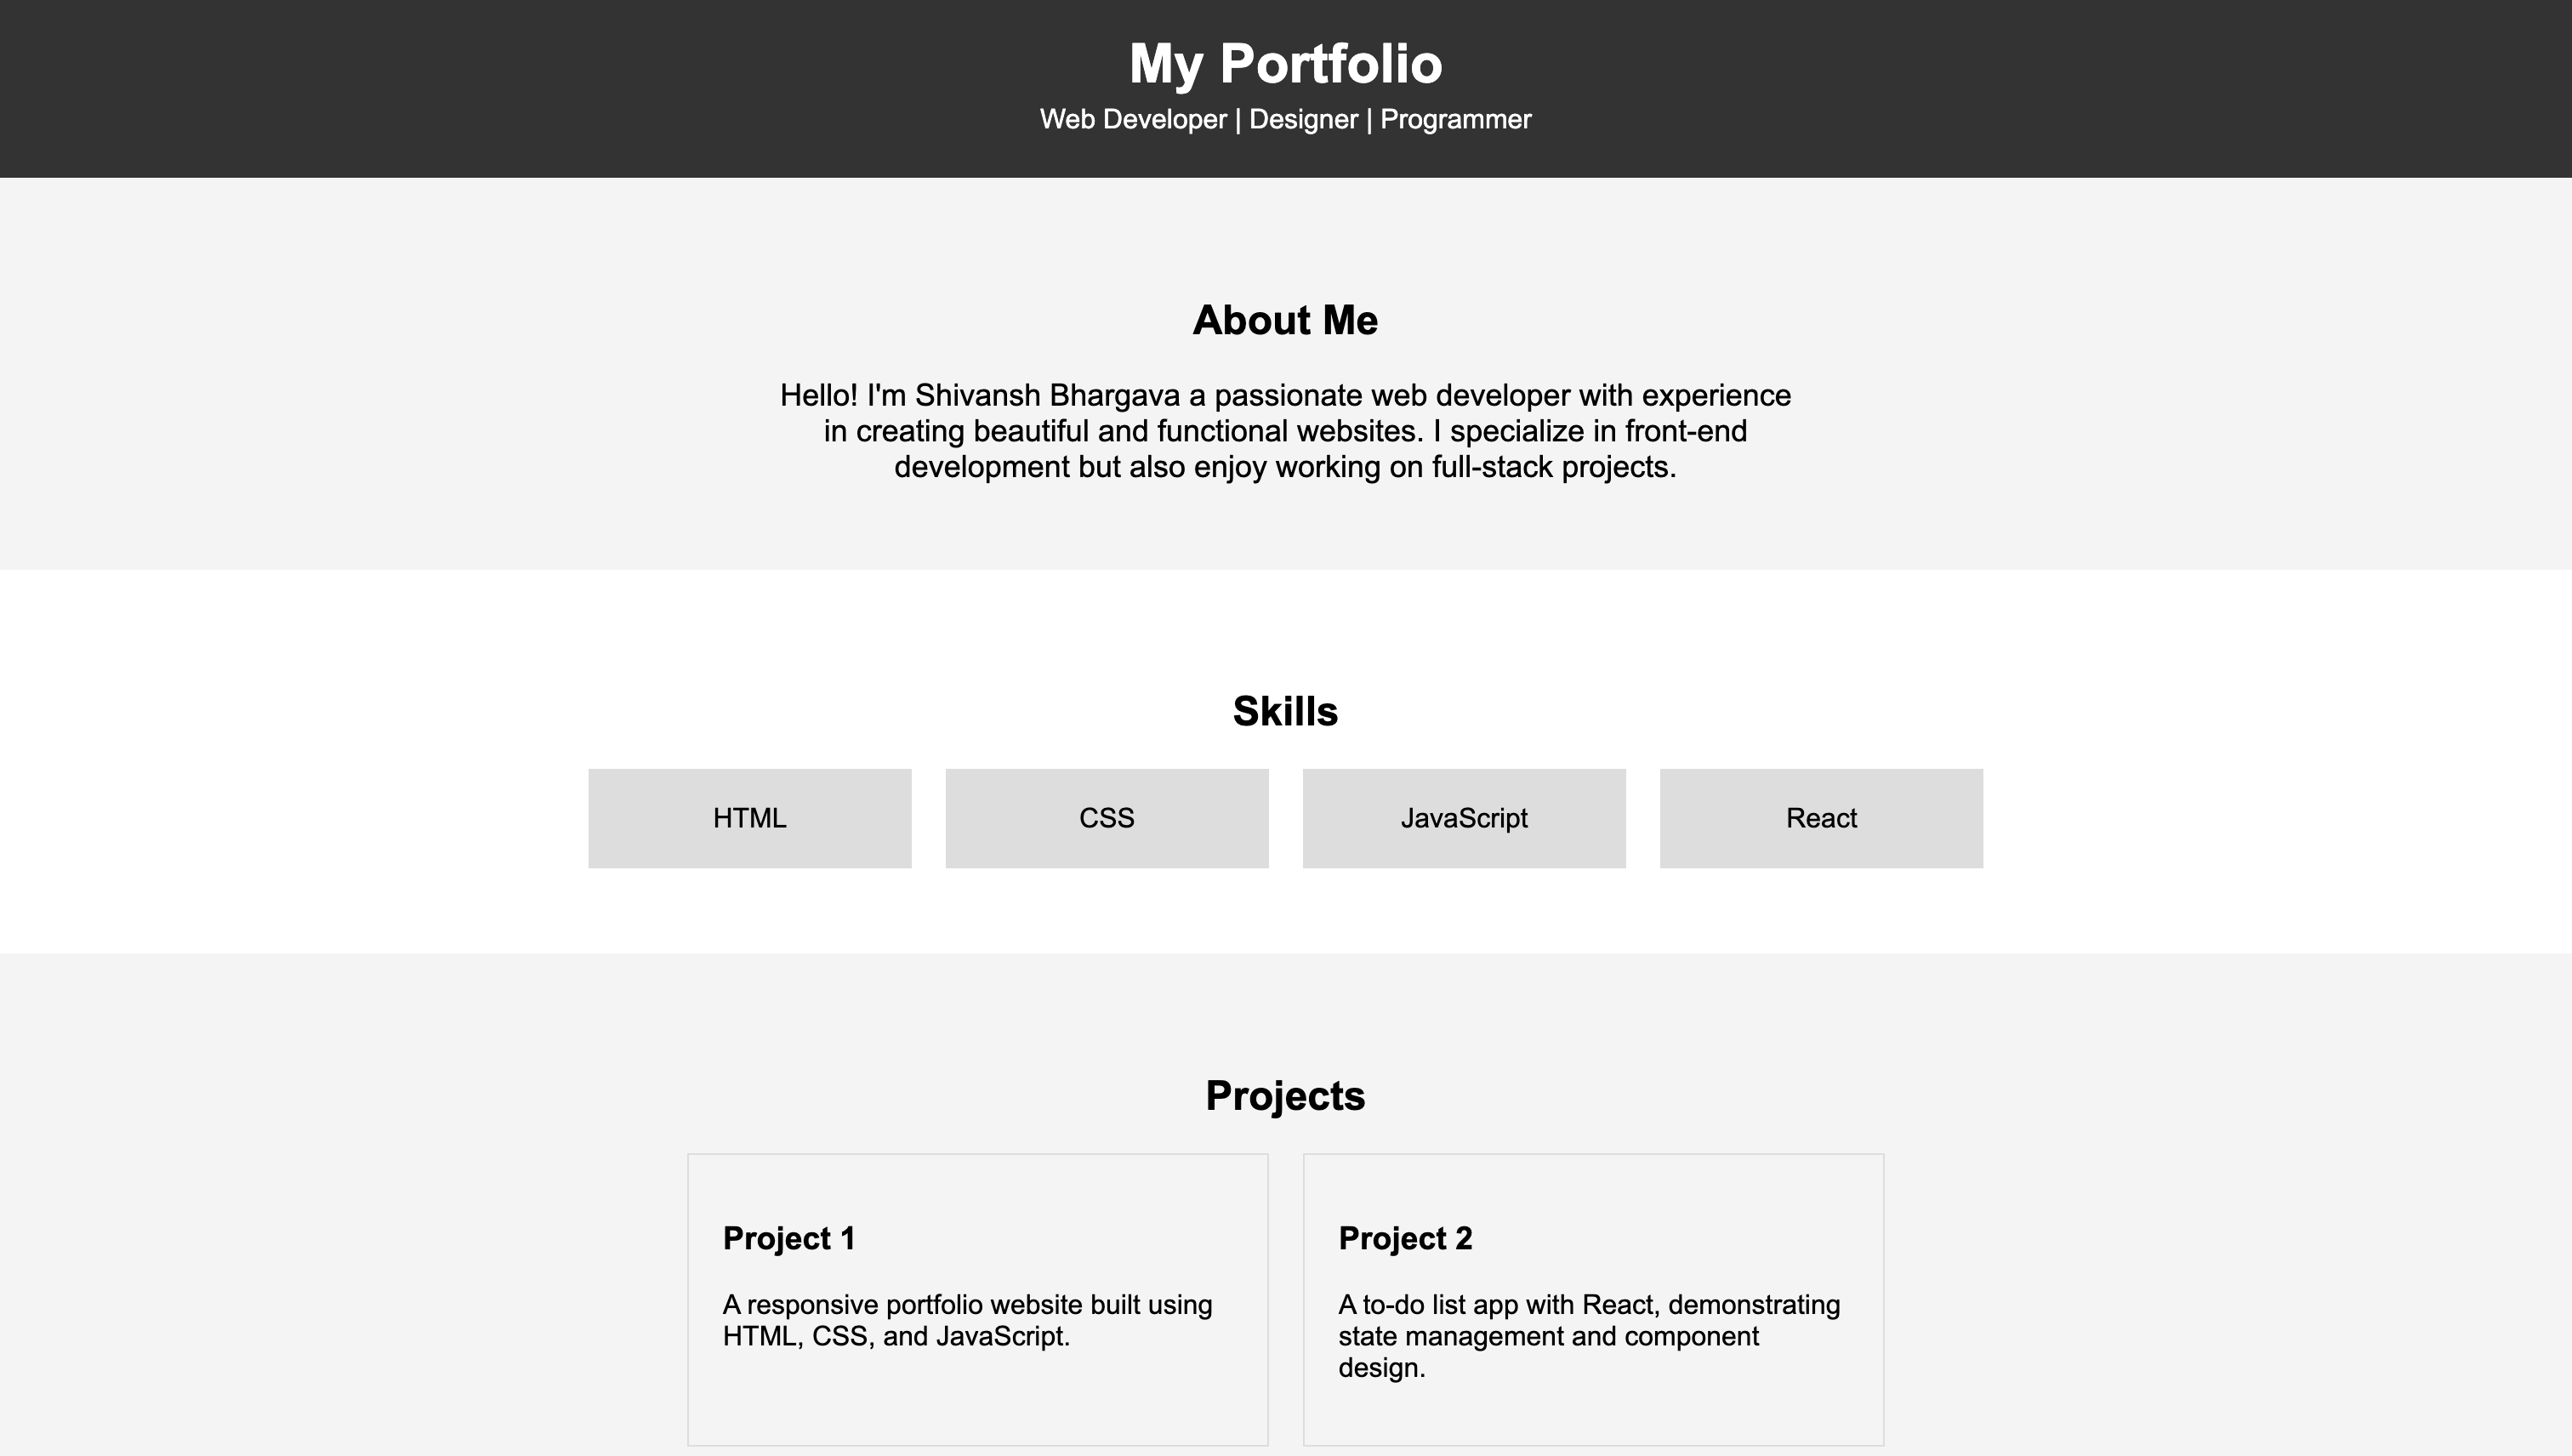 My Portfolio
Web Developer | Designer | Programmer
About Me
Hello! I'm Shivansh Bhargava a passionate web developer with experience
in creating beautiful and functional websites. I specialize in front-end
development but also enjoy working on full-stack projects.
Skills
HTML
CSS
JavaScript
React
Projects
Project 1
A responsive portfolio website built using
HTML, CSS, and JavaScript.
Project 2
A to-do list app with React, demonstrating
state management and component
design.